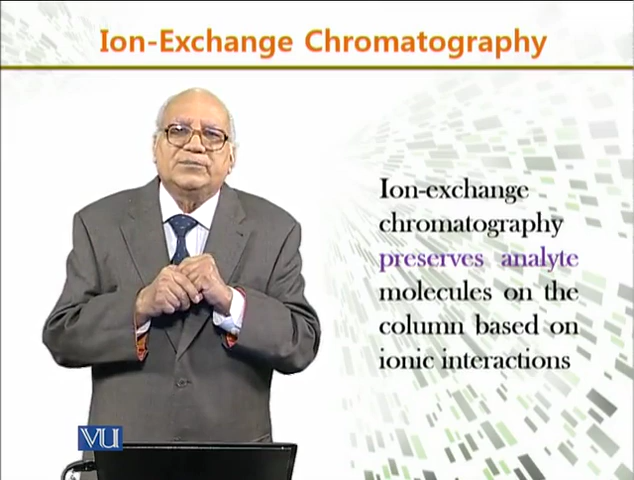 Ion-Exchange Chromatography
Ion-exchange
chromatography
preserves analyte
molecules on the
column based on
ionic interactions
VU